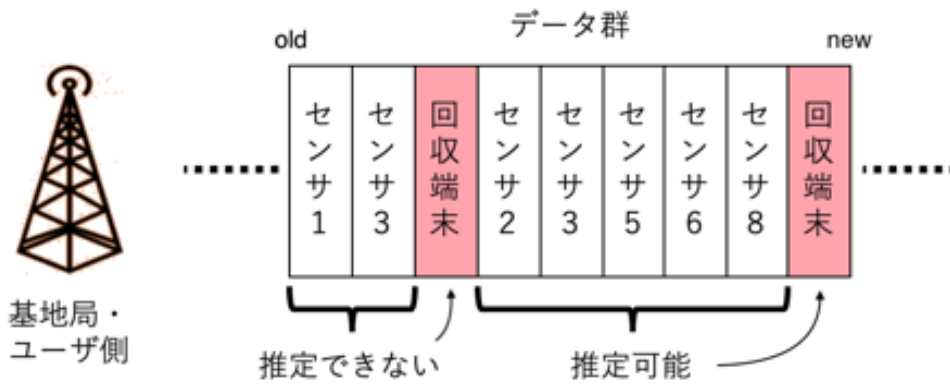 データ群
old
new
センサ1
センサ3
回収端末
センサ2
センサ3
センサ5
センサ6
センサ8
回収端末
基地局・
ユーザ側
推定できない
推定可能